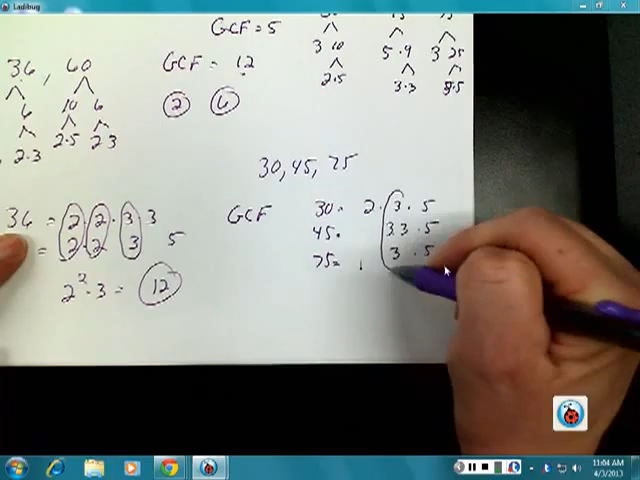 Ladibug
GCF = 5
36, 60
GCF = 12
3 10
5 . 9
3 25
6
10 6
2 . 5
3 . 3
5 . 5
2 . 3
2 . 5
2 3
2
6
30, 45, 75
36 = 2 . 2 . 3 3
= 2 . 2 3 5
2² . 3 = 12
GCF
30 = 2 . 3 . 5
45 = 3 . 3 . 5
75 = 3 . 5
11:04 AM
4/3/2013